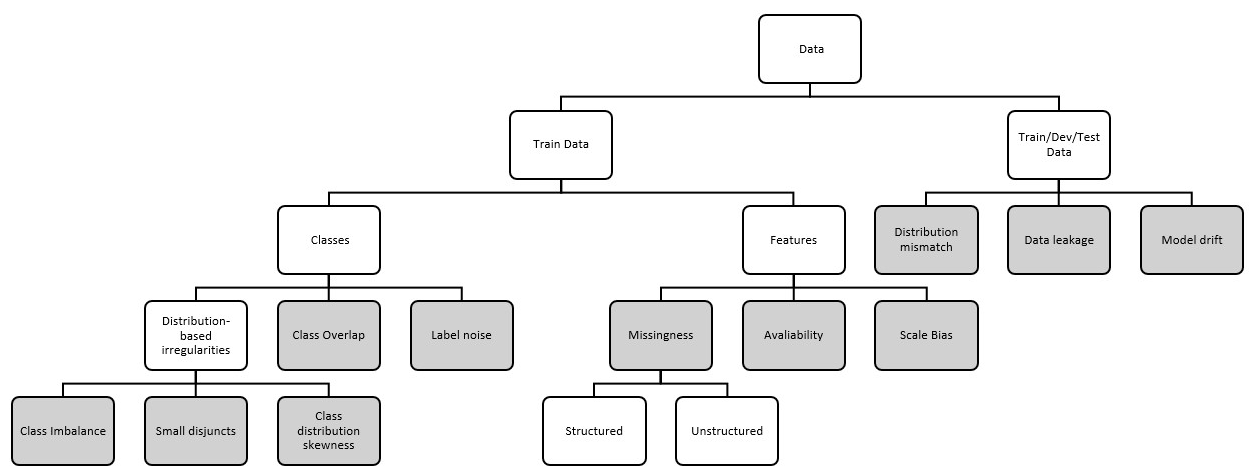 Data
Train Data
Train/Dev/Test
Data
Classes
Features
Distribution
mismatch
Data leakage
Model drift
Distribution-
based
irregularities
Class Overlap
Label noise
Missingness
Avaliability
Scale Bias
Class Imbalance
Small disjuncts
Class
distribution
skewness
Structured
Unstructured